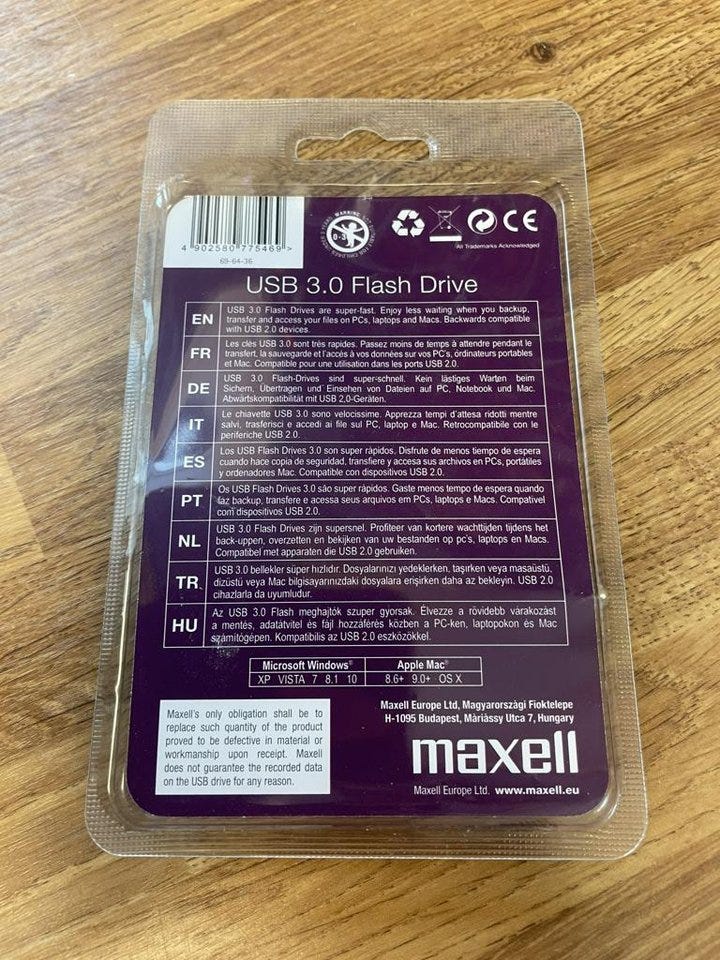 4 902580 775469 >
69-64-36
WARNING
0-3
CE
All Trademarks Acknowledged
USB 3.0 Flash Drive
EN
USB 3.0 Flash Drives are super-fast. Enjoy less waiting when you backup,
transfer and access your files on PCs, laptops and Macs. Backwards compatible
with USB 2.0 devices.
FR
Les clés USB 3.0 sont très rapides. Passez moins de temps à attendre pendant le
transfert, la sauvegarde et l'accès à vos données sur vos PC's, órdinateurs portables
et Mac. Compatible pour une utilisation dans les ports USB 2.0.
DE
USB 3.0 Flash-Drives sind super-schnell. Kein lästiges Warten beim
Sichern, Übertragen und Einsehen von Dateien auf PC, Notebook und Mac.
Abwärtskompatibilität mit USB 2,0-Geräten.
IT
Le chiavette USB 3.0 sono velocissime. Apprezza tempi d'attesa ridotti mentre
salvi, trasferisci e accedi ai file sul PC, laptop e Mac. Retrocompatibile con le
periferiche USB 2.0.
ES
Los USB Flash Drives 3.0 son super rápidos. Disfrute de menos tiempo de espera
cuando hace copia de seguridad, transfiere y accesa sus archivos en PCs, portátiles
y ordenadores Mac. Compatible con dispositivos USB 2.0.
PT
Os USB Flash Drives 3.0 são super rápidos. Gaste menos tempo de espera quando
faz backup, transfere e acessa seus arquivos em PCs, laptops e Macs. Compativel
com dispositivos USB 2.0.
NL
USB 3.0 Flash Drives zijn supersnel. Profiteer van kortere wachttijden tijdens het
back-uppen, overzetten en bekijken van uw bestanden op pc's, laptops en Macs.
Compatibel met apparaten die USB 2.0 gebruiken.
TR
USB 3.0 bellekler süper hızlıdır. Dosyalarınızı yedeklerken, taşırken veya masaüstü,
dizüstü veya Mac bilgisayarınızdaki dosyalara erişirken daha az bekleyin. USB 2.0
cihazlarla da uyumludur.
HU
Az USB 3.0 Flash meghajtók szuper gyorsak. Élvezze a rövidebb várakozást
a mentés, adatátvitel és fájl hozzáférés közben a PC-ken, laptopokon és Mac
számítógépen. Kompatibilis az USB 2.0 eszközökkel.
Microsoft Windows® Apple Mac®
XP VISTA 7 8.1 10 8.6+ 9.0+ OS X
Maxell's only obligation shall be to
replace such quantity of the product
proved to be defective in material or
workmanship upon receipt. Maxell
does not guarantee the recorded data
on the USB drive for any reason.
Maxell Europe Ltd, Magyarországi Fioktelepe
H-1095 Budapest, Màriàssy Utca 7, Hungary
maxell
Maxell Europe Ltd. www.maxell.eu